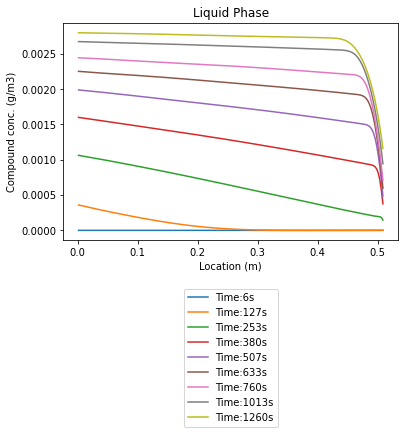 Liquid Phase
Compound conc. (g/m3)
0.0025
0.0020
0.0015
0.0010
0.0005
0.0000
0.0 0.1 0.2 0.3 0.4 0.5
Location (m)
Time:6s
Time:127s
Time:253s
Time:380s
Time:507s
Time:633s
Time:760s
Time:1013s
Time:1260s